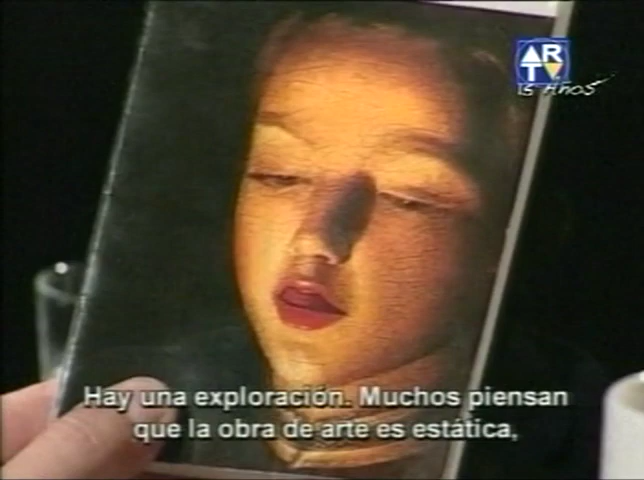 ARTV
15 AÑOS
Hay una exploración. Muchos piensan
que la obra de arte es estática,